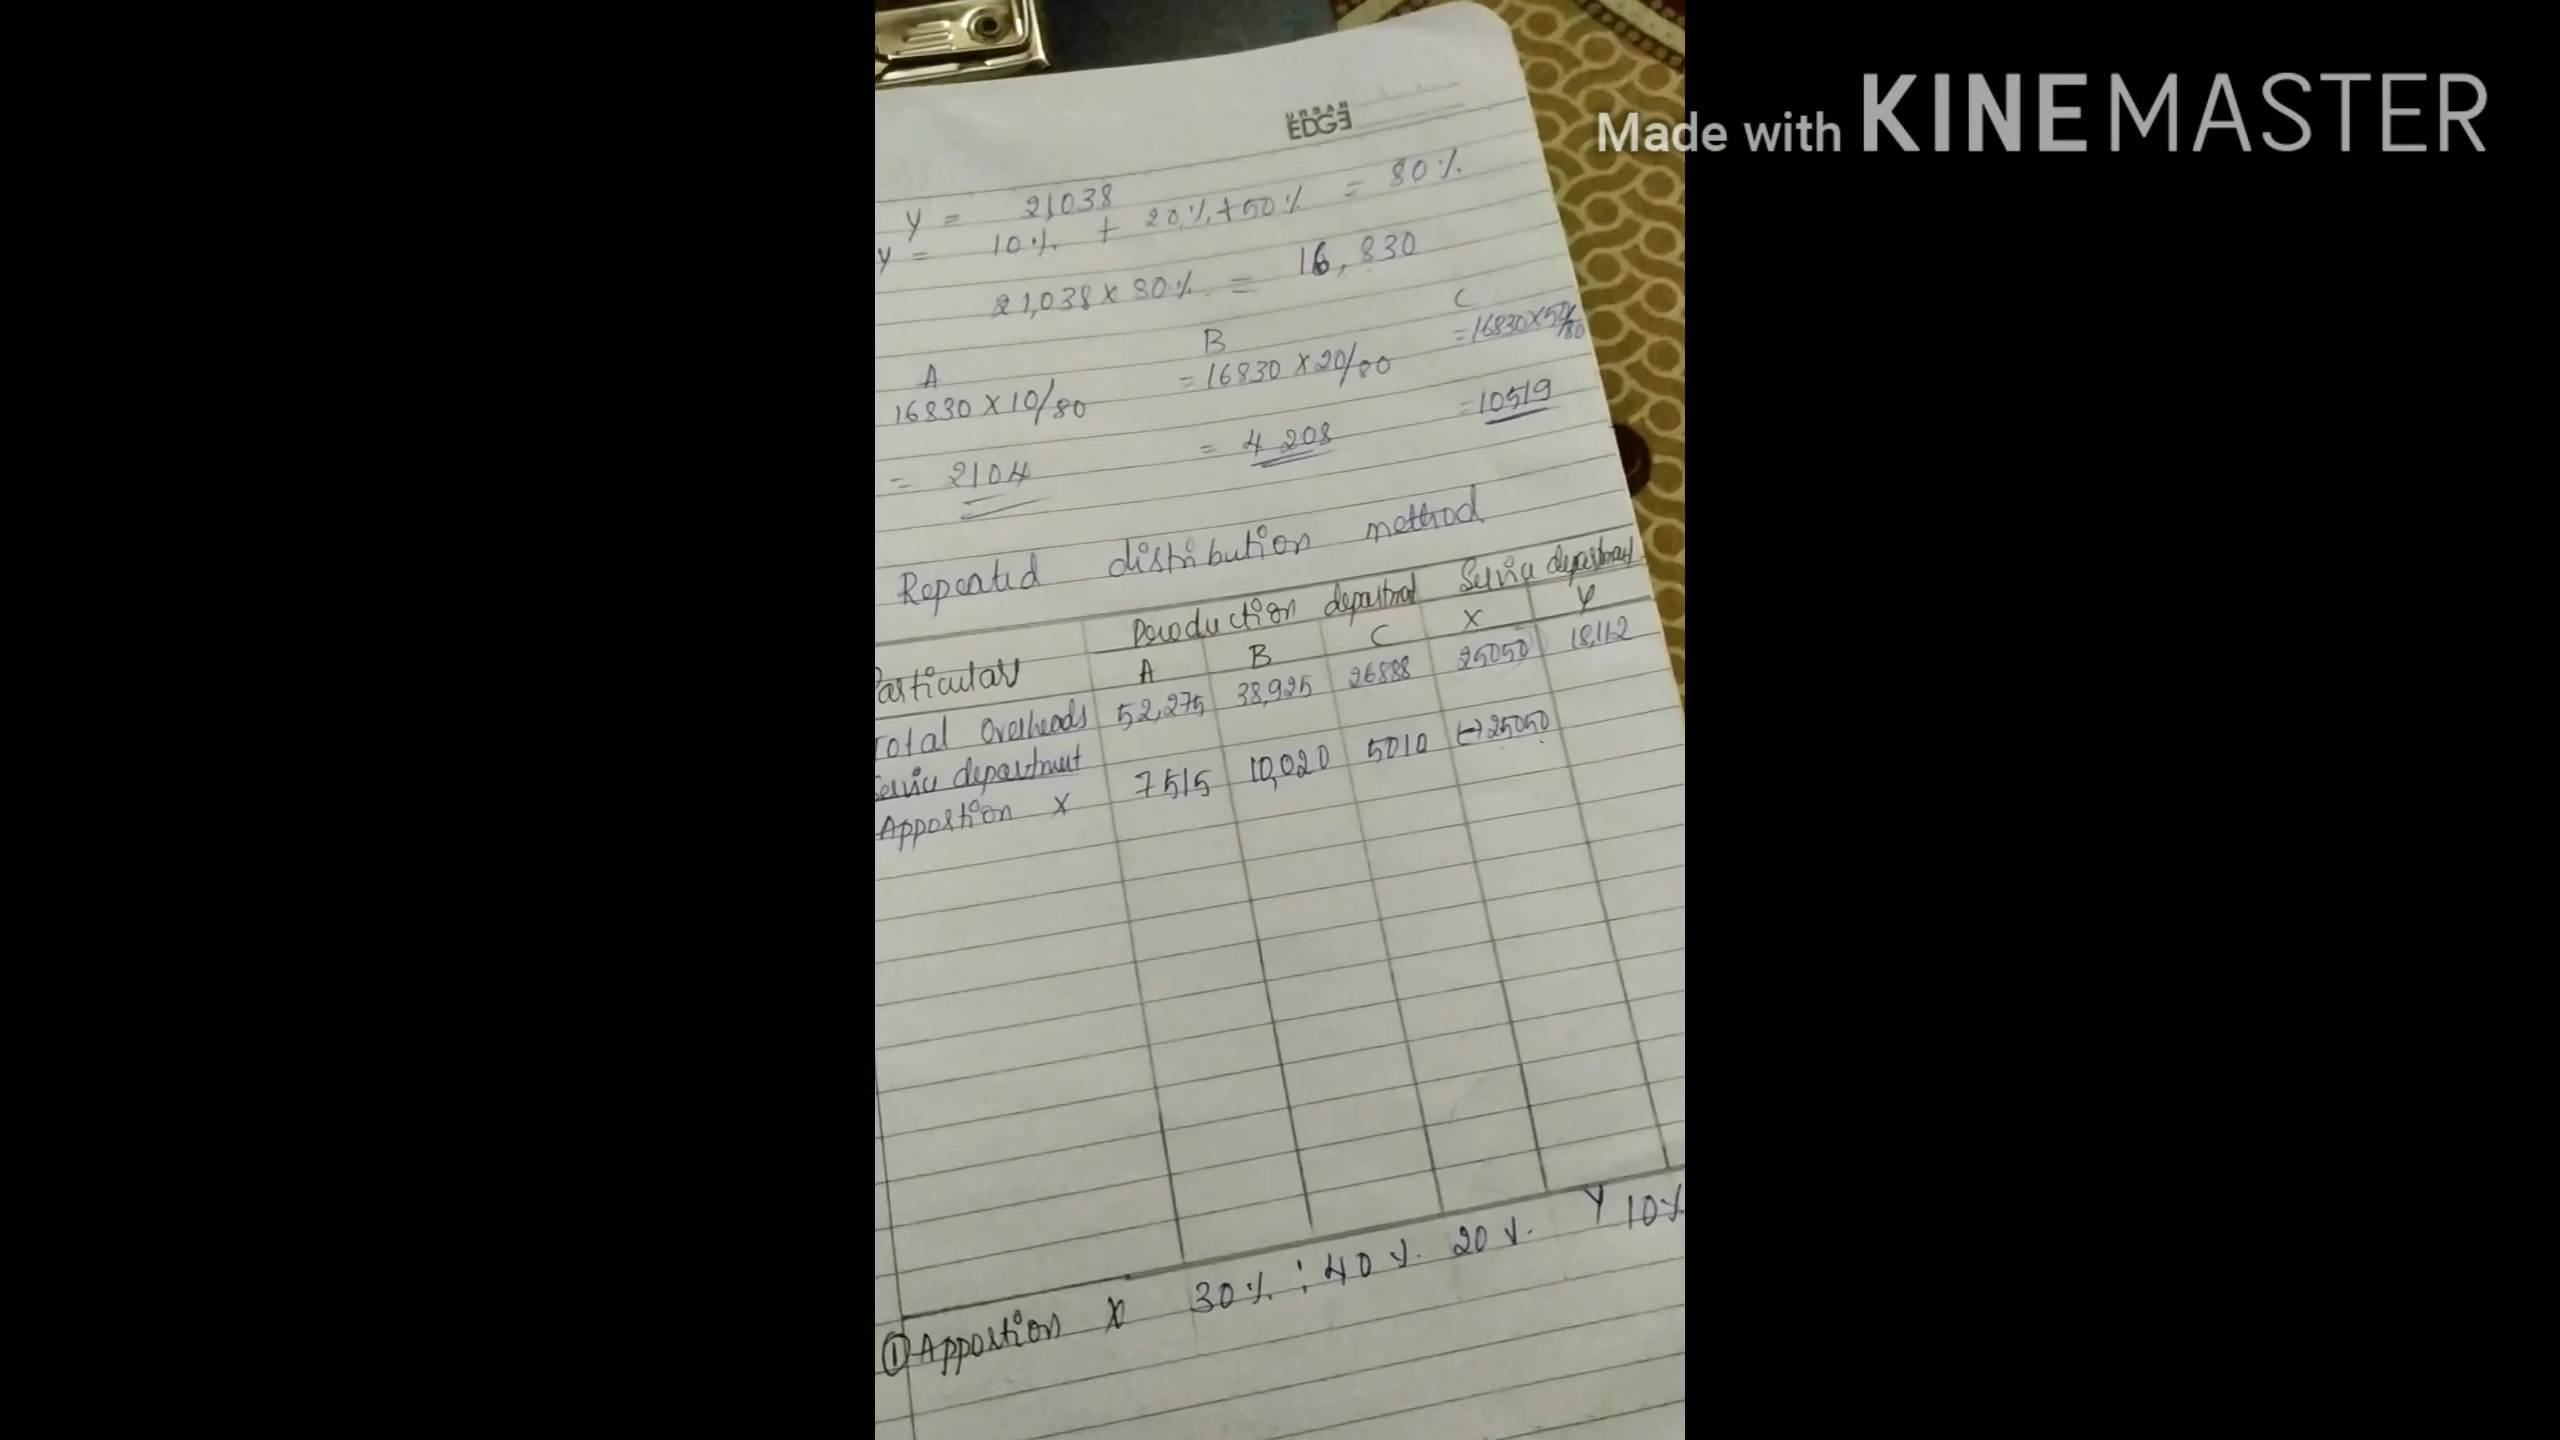 Made with KINEMASTER
URBAN
EDGE
Y = 21038
Y = 10% + 20% + 50% = 80%
21,038 x 80% = 16,830
A B C
16830 x 10/80 = 16830 x 20/80 = 16830 x 50/80
= 2104 = 4 208 = 10519
Repeated distribution method
Particular Production department Service department
A B C X Y
Total Overheads 52,275 38,925 26888 25050 18,112
Service department
Apportion X 7515 10,020 5010 (-) 25050
① Apportion X 30% : 40%. 20%. Y 10%